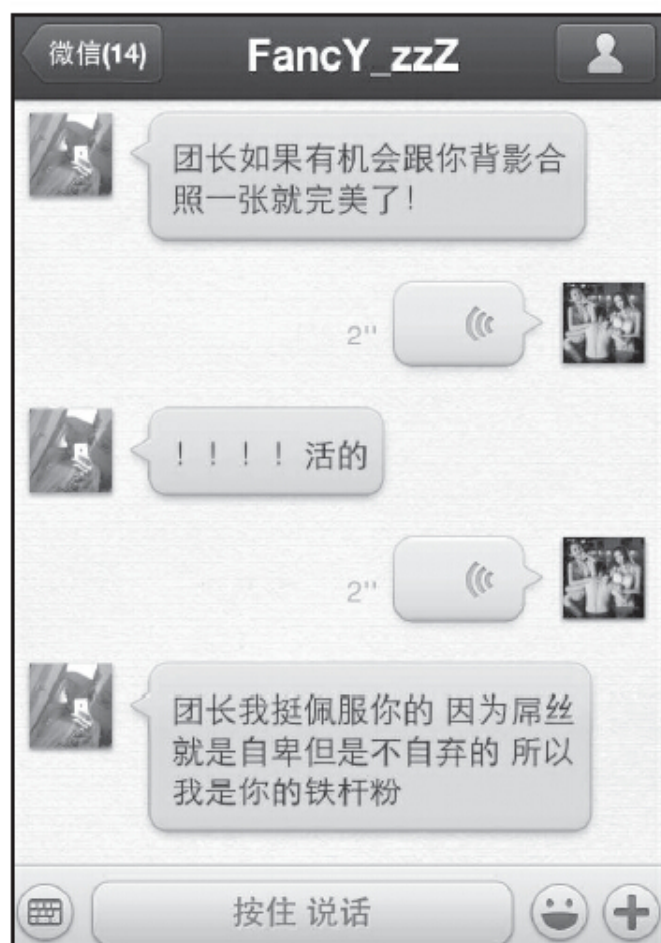 微信(14)
FancY_zzZ
团长如果有机会跟你背影合
照一张就完美了!
2''
!!!!活的
2''
团长我挺佩服你的 因为屌丝
就是自卑但是不自弃的 所以
我是你的铁杆粉
按住 说话